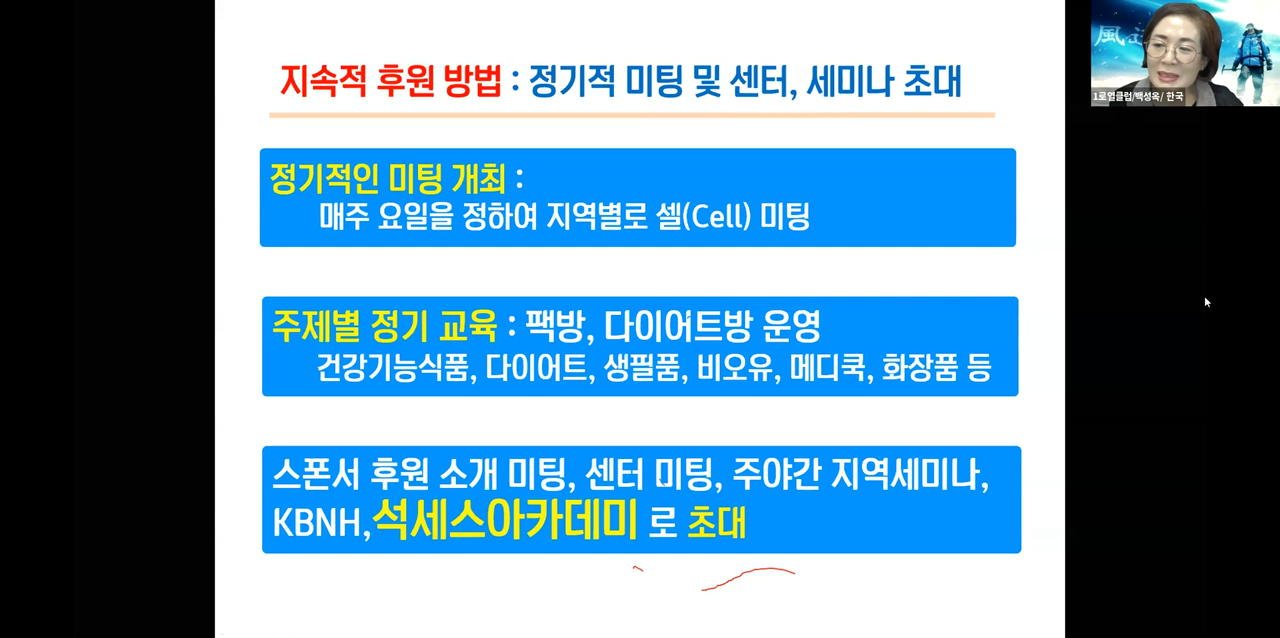 지속적 후원 방법 : 정기적 미팅 및 센터, 세미나 초대
정기적인 미팅 개최 :
매주 요일을 정하여 지역별로 셀(Cell) 미팅
주제별 정기 교육 : 팩방, 다이어트방 운영
건강기능식품, 다이어트, 생필품, 비오유, 메디쿡, 화장품 등
스폰서 후원 소개 미팅, 센터 미팅, 주야간 지역세미나,
KBNH,석세스아카데미 로 초대
風
1로열클럽/백성옥/ 한국